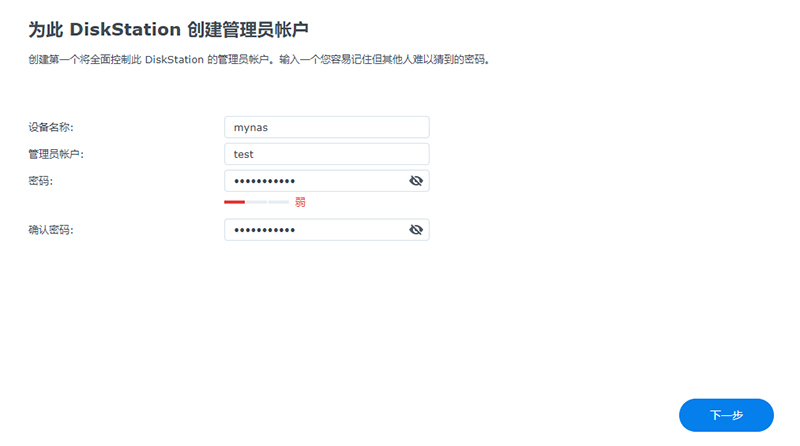 为此 DiskStation 创建管理员帐户
创建第一个将全面控制此 DiskStation 的管理员帐户。输入一个您容易记住但其他人难以猜到的密码。
设备名称: mynas
管理员帐户: test
密码: •••••••••••
弱
确认密码: •••••••••••
下一步